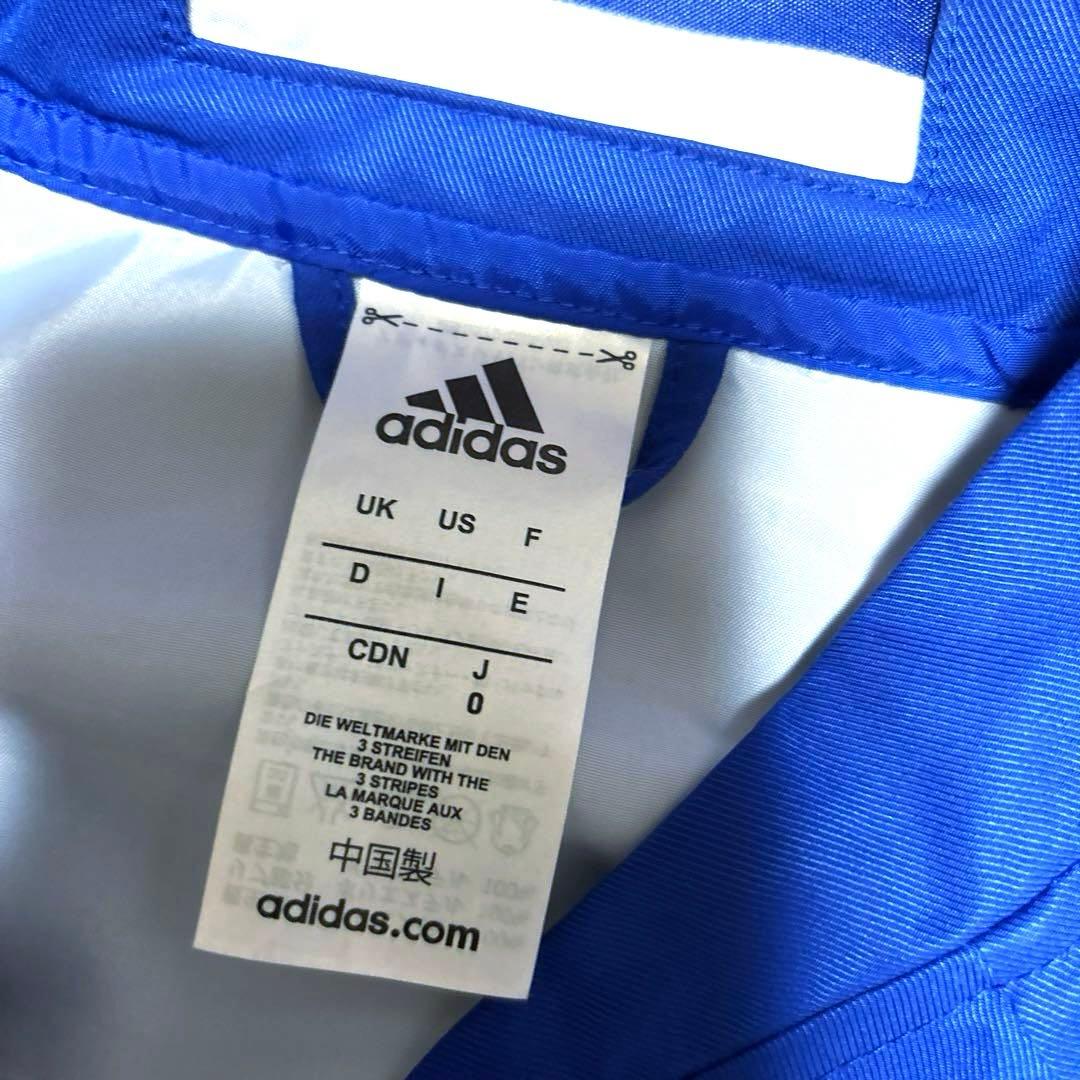 adidas
UK US F
D I E
CDN J
0
DIE WELTMARKE MIT DEN
3 STREIFEN
THE BRAND WITH THE
3 STRIPES
LA MARQUE AUX
3 BANDES
中国製
adidas.com